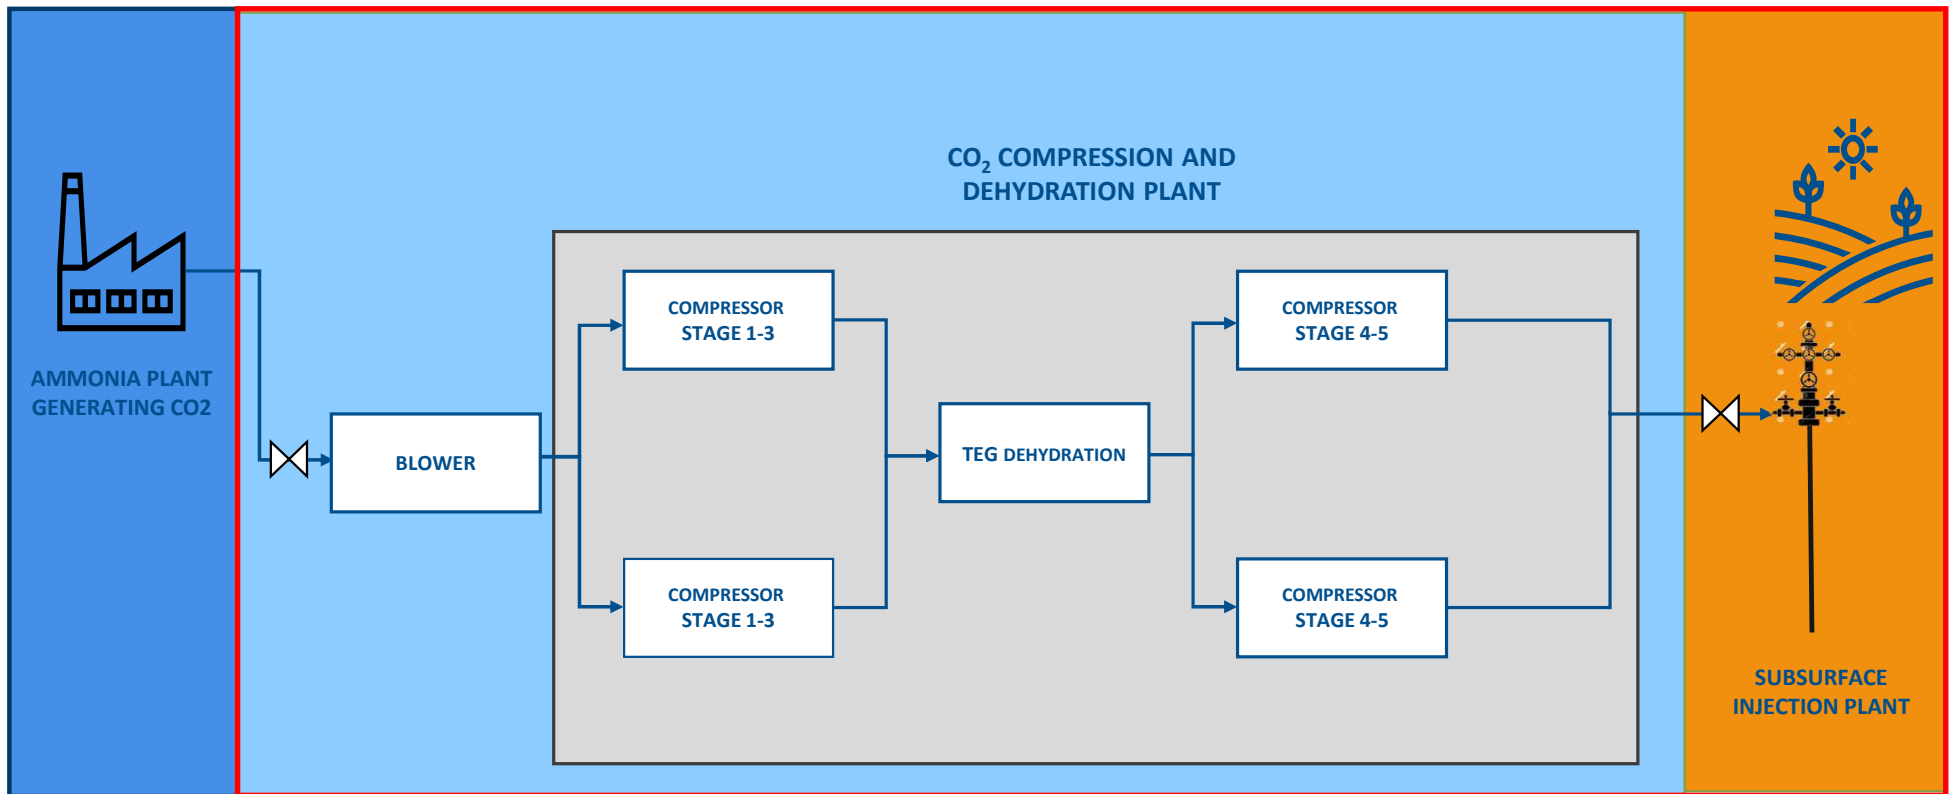 CO₂ COMPRESSION AND
DEHYDRATION PLANT
AMMONIA PLANT
GENERATING CO2
BLOWER
COMPRESSOR
STAGE 1-3
COMPRESSOR
STAGE 1-3
TEG DEHYDRATION
COMPRESSOR
STAGE 4-5
COMPRESSOR
STAGE 4-5
SUBSURFACE
INJECTION PLANT